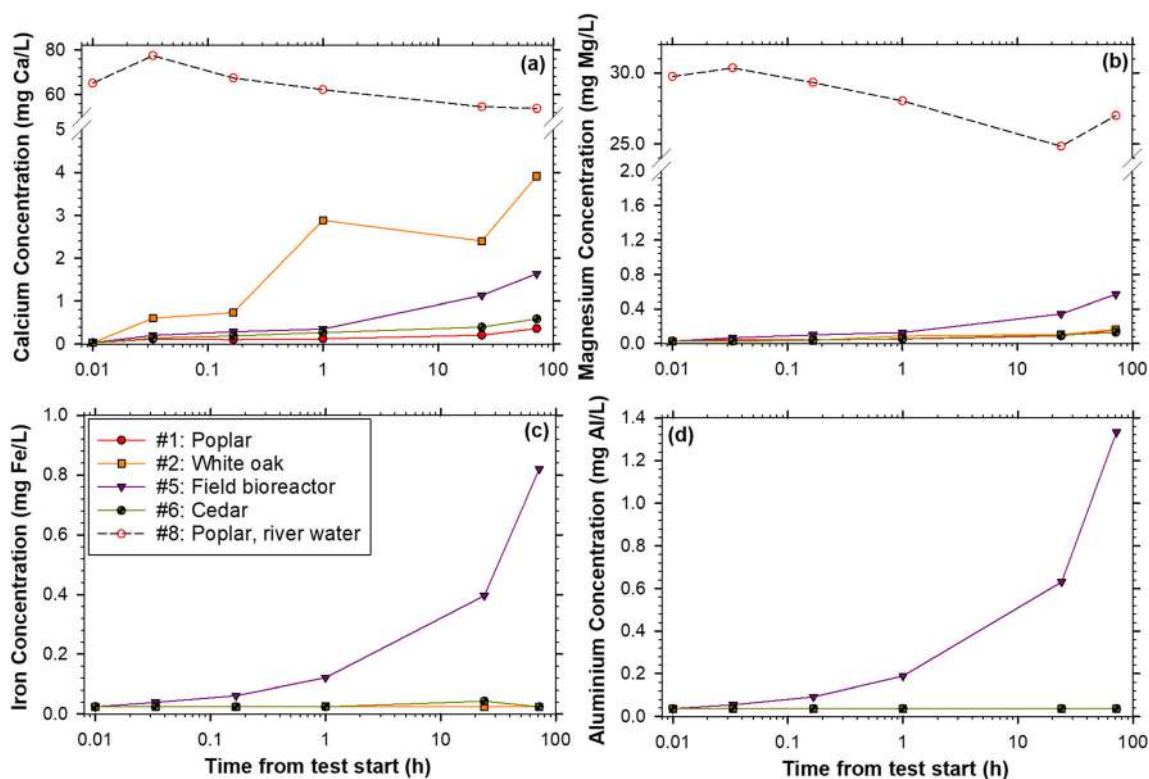 (a)
Calcium Concentration (mg Ca/L)
80
60
5
4
3
2
1
0
0.01 0.1 1 10 100
(b)
Magnesium Concentration (mg Mg/L)
30.0
25.0
2.0
1.6
1.2
0.8
0.4
0.0
0.01 0.1 1 10 100
(c)
Iron Concentration (mg Fe/L)
1.0
0.8
0.6
0.4
0.2
0.0
#1: Poplar
#2: White oak
#5: Field bioreactor
#6: Cedar
#8: Poplar, river water
0.01 0.1 1 10 100
Time from test start (h)
(d)
Aluminium Concentration (mg Al/L)
1.4
1.2
1.0
0.8
0.6
0.4
0.2
0.0
0.01 0.1 1 10 100
Time from test start (h)